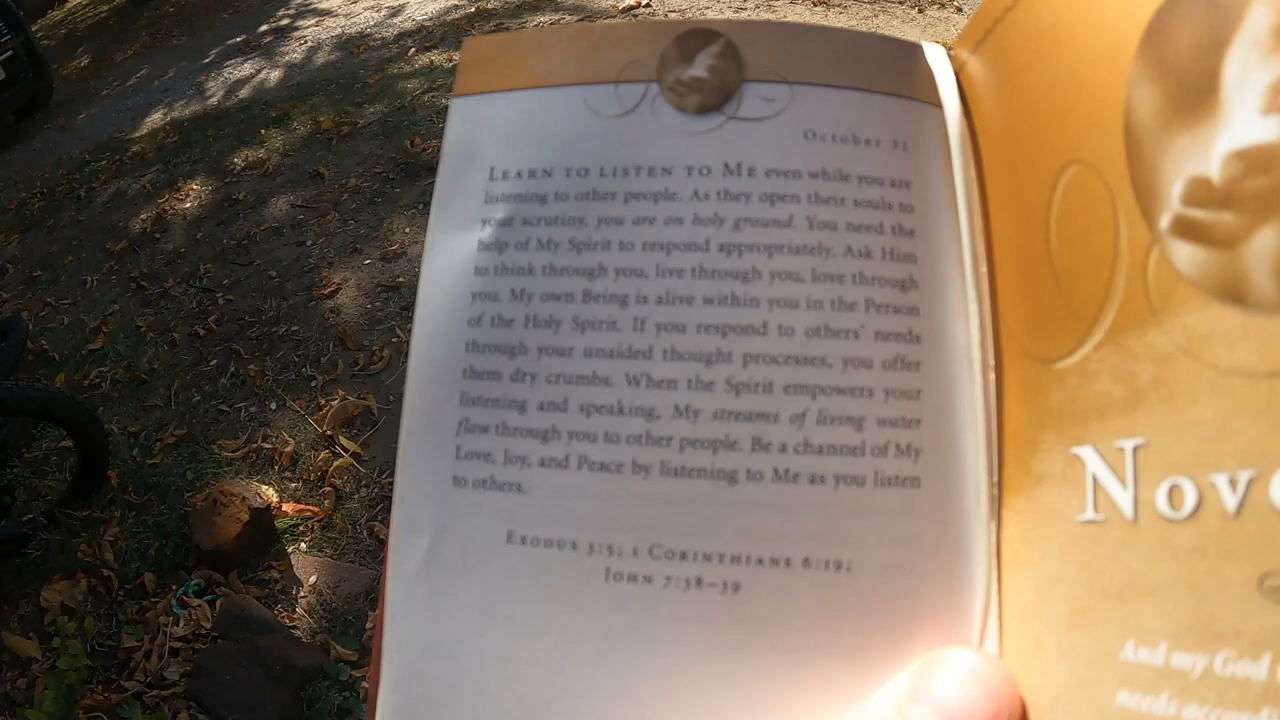 October 31
LEARN TO LISTEN TO ME even while you are
listening to other people. As they open their souls to
your scrutiny, you are on holy ground. You need the
help of My Spirit to respond appropriately. Ask Him
to think through you, live through you, love through
you. My own Being is alive within you in the Person
of the Holy Spirit. If you respond to others' needs
through your unaided thought processes, you offer
them dry crumbs. When the Spirit empowers your
listening and speaking, My streams of living water
flow through you to other people. Be a channel of My
Love, Joy, and Peace by listening to Me as you listen
to others.
EXODUS 3:5; 1 CORINTHIANS 6:19;
JOHN 7:38–39
Nov
And my God
needs